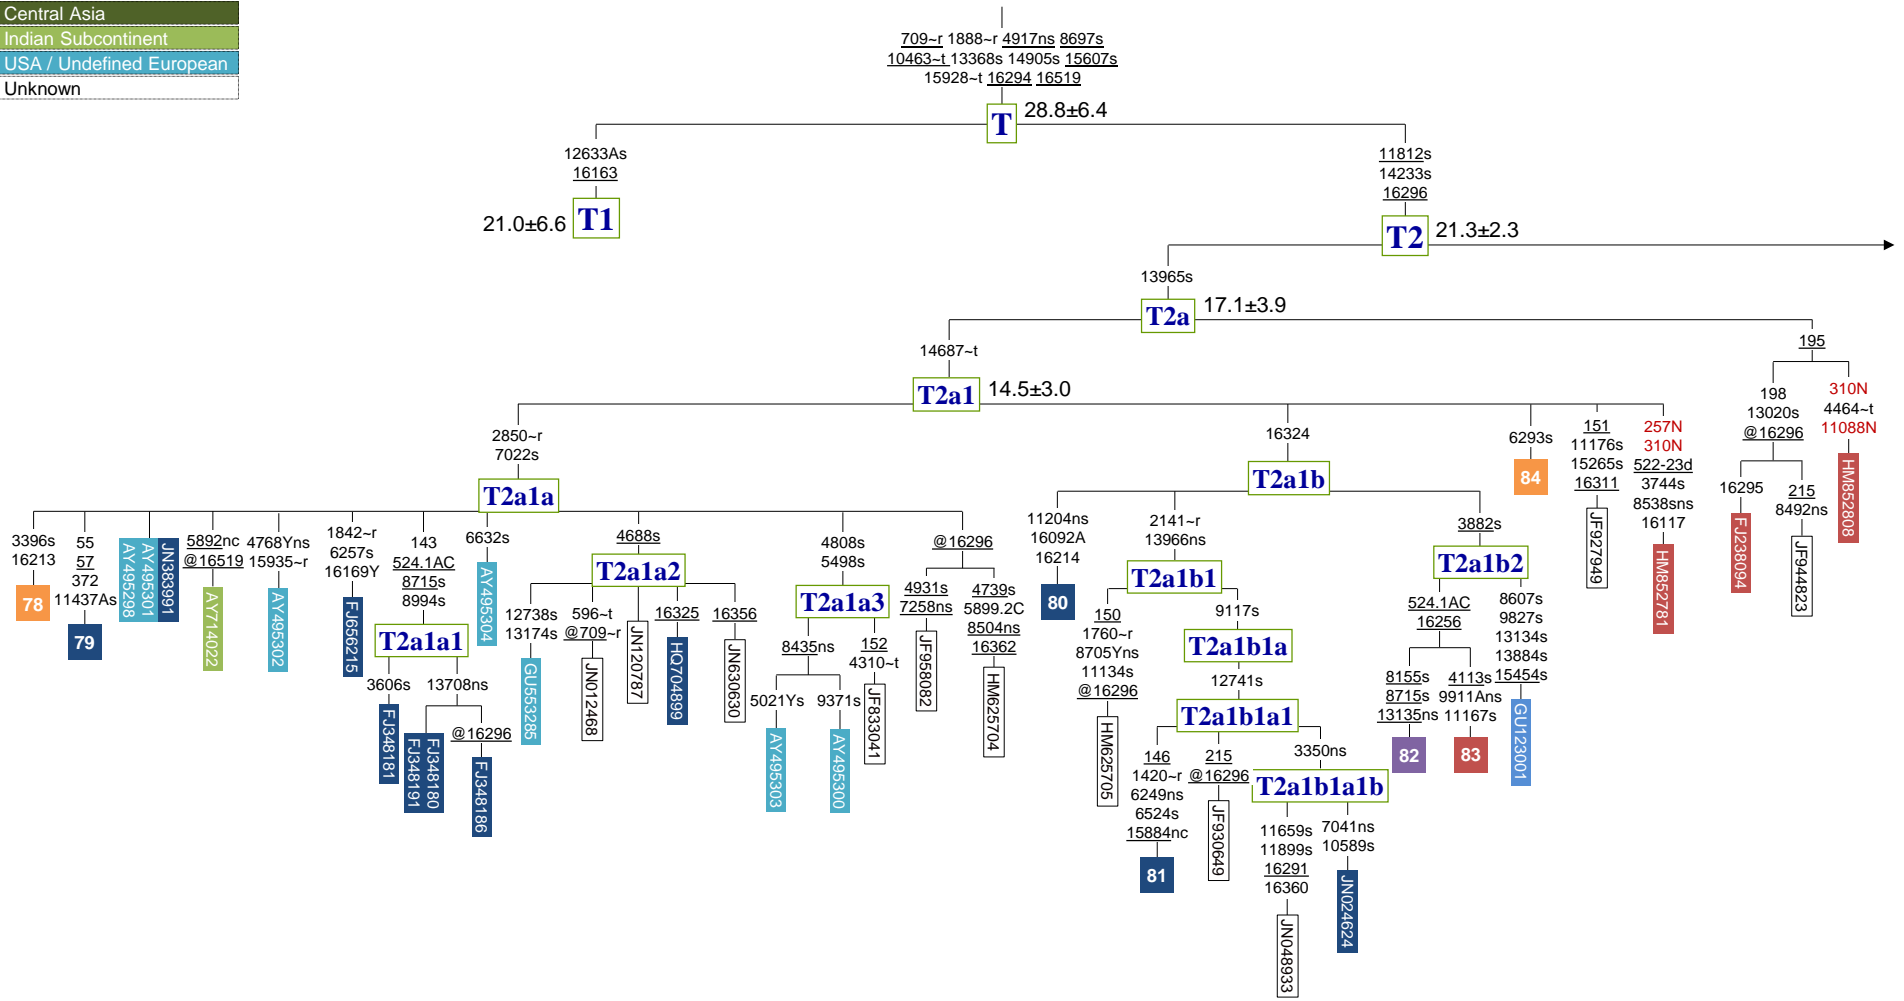 Central Asia
Indian Subcontinent
USA / Undefined European
Unknown
709~r 1888~r 4917ns 8697s
10463~t 13368s 14905s 15607s
15928~t 16294 16519
T
28.8±6.4
12633As
16163
T1
21.0±6.6
11812s
14233s
16296
T2
21.3±2.3
13965s
T2a
17.1±3.9
14687~t
T2a1
14.5±3.0
195
198
13020s
@16296
16295
FJ238094
215
8492ns
JF944823
310N
4464~t
11088N
HM852808
2850~r
7022s
T2a1a
3396s
16213
78
55
57
372
11437As
79
AY495298
AY495301
JN383991
5892nc
@16519
AY714022
4768Yns
15935~r
AY495302
1842~r
6257s
16169Y
FJ656215
143
524.1AC
8715s
8994s
T2a1a1
3606s
FJ348181
13708ns
FJ348191
FJ348180
@16296
FJ348186
6632s
AY495304
4688s
T2a1a2
12738s
13174s
GU553285
596~t
@709~r
JN012468
JN120787
16325
HQ704899
16356
JN630630
4808s
5498s
T2a1a3
8435ns
5021Ys
AY495303
9371s
AY495300
152
4310~t
JF833041
@16296
4931s
7258ns
JF958082
4739s
5899.2C
8504ns
16362
HM625704
16324
T2a1b
11204ns
16092A
16214
80
2141~r
13966ns
T2a1b1
150
1760~r
8705Yns
11134s
@16296
HM625705
9117s
T2a1b1a
12741s
T2a1b1a1
146
1420~r
6249ns
6524s
15884nc
81
215
@16296
JF930649
3350ns
T2a1b1a1b
11659s
11899s
16291
16360
JN048933
7041ns
10589s
JN024624
3882s
T2a1b2
524.1AC
16256
8155s
8715s
13135ns
82
4113s
9911Ans
11167s
83
8607s
9827s
13134s
13884s
15454s
GU123001
6293s
84
151
11176s
15265s
16311
JF927949
257N
310N
522-23d
3744s
8538sns
16117
HM852781